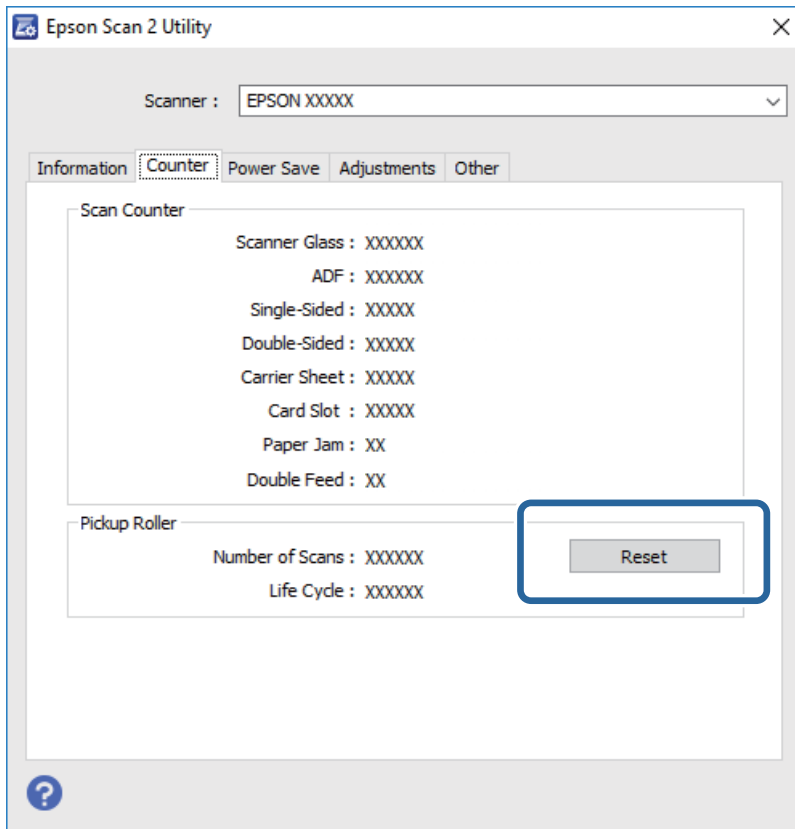 Epson Scan 2 Utility
Scanner : EPSON XXXXX
Information Counter Power Save Adjustments Other
Scan Counter
Scanner Glass : XXXXXX
ADF : XXXXXX
Single-Sided : XXXXX
Double-Sided : XXXXX
Carrier Sheet : XXXXX
Card Slot : XXXXX
Paper Jam : XX
Double Feed : XX
Pickup Roller
Number of Scans : XXXXXX Reset
Life Cycle : XXXXXX
?